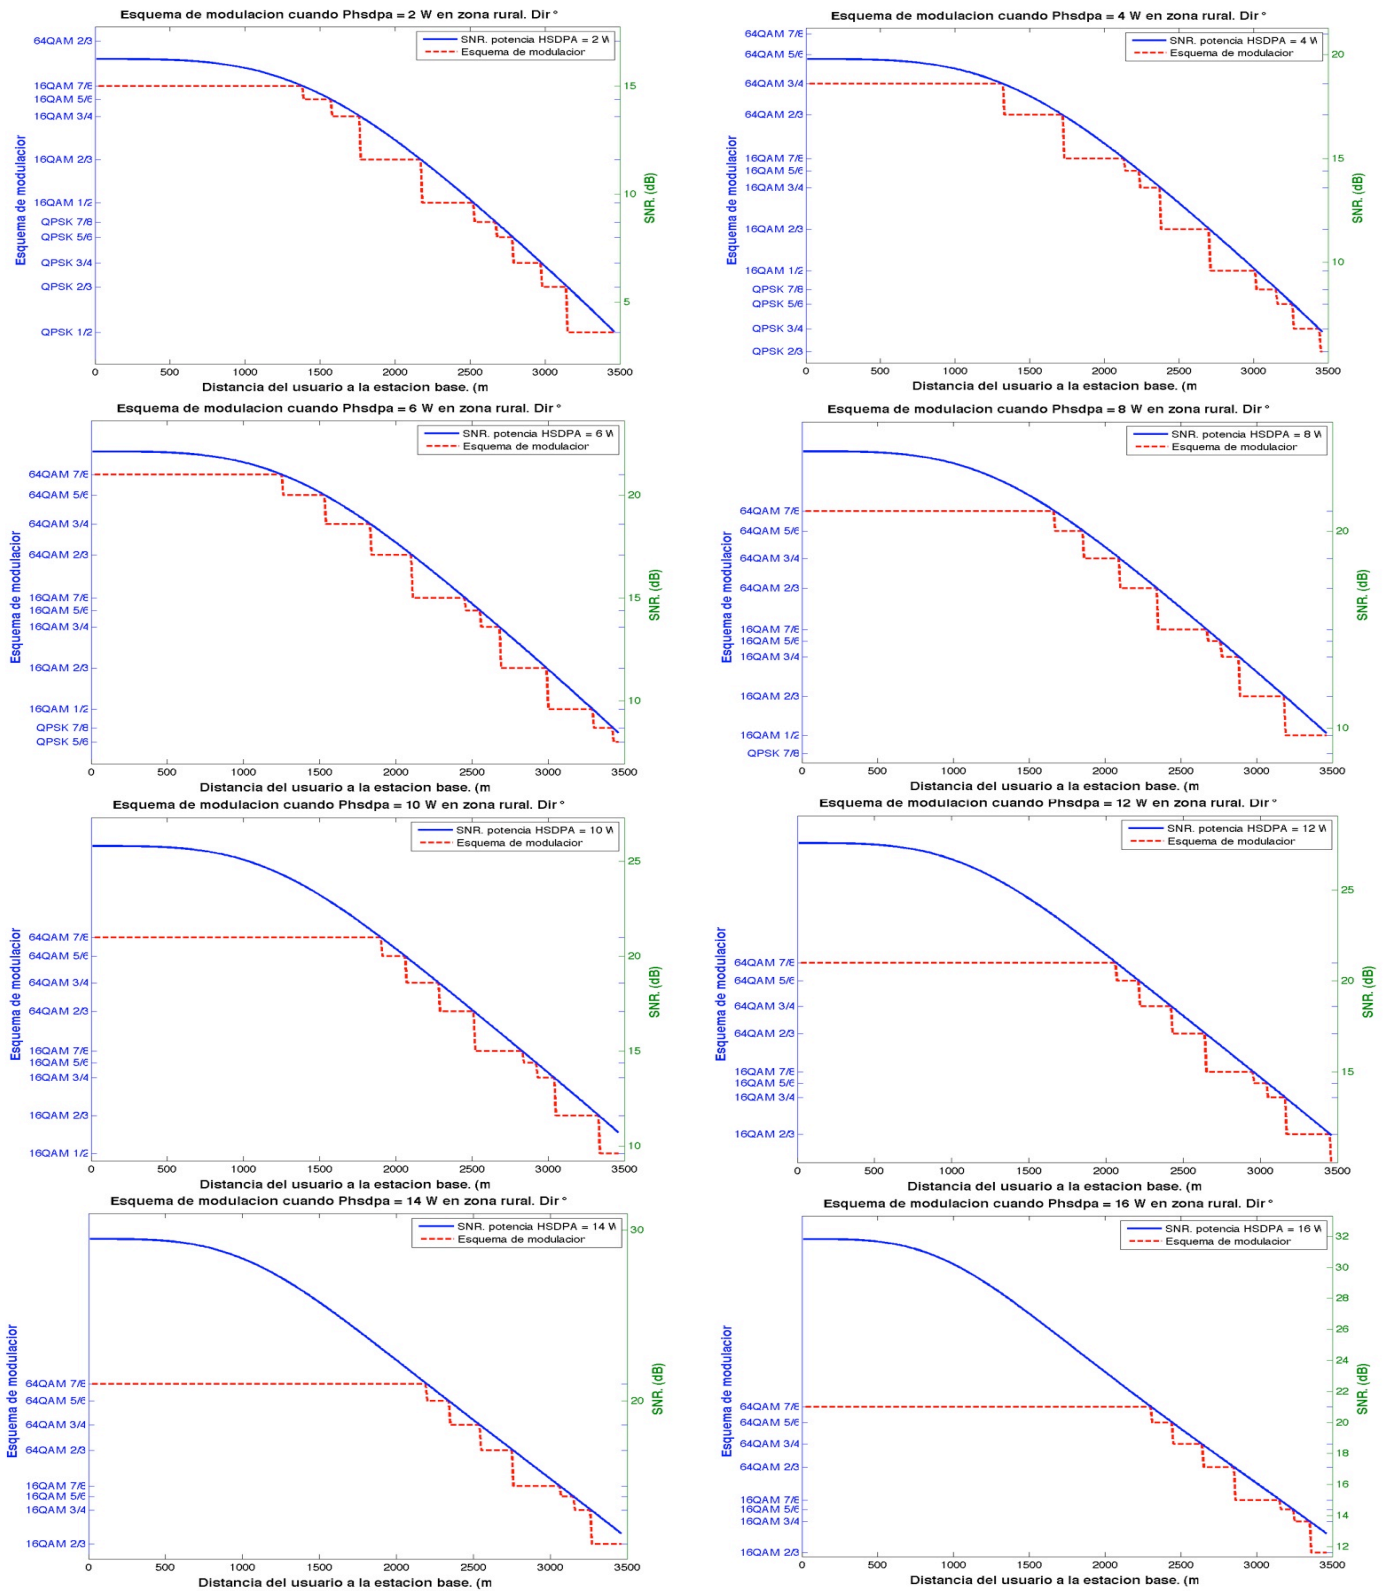 Esquema de modulacion cuando Phsdpa = 2 W en zona rural. Dir °
SNR. potencia HSDPA = 2 W
Esquema de modulacior
64QAM 2/3
16QAM 7/8
16QAM 5/6
16QAM 3/4
16QAM 2/3
16QAM 1/2
QPSK 7/8
QPSK 5/6
QPSK 3/4
QPSK 2/3
QPSK 1/2
Esquema de modulacior
15
10
5
SNR. (dB)
0 500 1000 1500 2000 2500 3000 3500
Distancia del usuario a la estacion base. (m
Esquema de modulacion cuando Phsdpa = 4 W en zona rural. Dir °
SNR. potencia HSDPA = 4 W
Esquema de modulacior
64QAM 7/8
64QAM 5/6
64QAM 3/4
64QAM 2/3
16QAM 7/8
16QAM 5/6
16QAM 3/4
16QAM 2/3
16QAM 1/2
QPSK 7/8
QPSK 5/6
QPSK 3/4
QPSK 2/3
Esquema de modulacior
20
15
10
SNR. (dB)
0 500 1000 1500 2000 2500 3000 3500
Distancia del usuario a la estacion base. (m
Esquema de modulacion cuando Phsdpa = 6 W en zona rural. Dir °
SNR. potencia HSDPA = 6 W
Esquema de modulacior
64QAM 7/8
64QAM 5/6
64QAM 3/4
64QAM 2/3
16QAM 7/8
16QAM 5/6
16QAM 3/4
16QAM 2/3
16QAM 1/2
QPSK 7/8
QPSK 5/6
Esquema de modulacior
20
15
10
SNR. (dB)
0 500 1000 1500 2000 2500 3000 3500
Distancia del usuario a la estacion base. (m
Esquema de modulacion cuando Phsdpa = 8 W en zona rural. Dir °
SNR. potencia HSDPA = 8 W
Esquema de modulacior
64QAM 7/8
64QAM 5/6
64QAM 3/4
64QAM 2/3
16QAM 7/8
16QAM 5/6
16QAM 3/4
16QAM 2/3
16QAM 1/2
QPSK 7/8
Esquema de modulacior
20
10
SNR. (dB)
0 500 1000 1500 2000 2500 3000 3500
Distancia del usuario a la estacion base. (m
Esquema de modulacion cuando Phsdpa = 10 W en zona rural. Dir °
SNR. potencia HSDPA = 10 W
Esquema de modulacior
64QAM 7/8
64QAM 5/6
64QAM 3/4
64QAM 2/3
16QAM 7/8
16QAM 5/6
16QAM 3/4
16QAM 2/3
16QAM 1/2
Esquema de modulacior
25
20
15
10
SNR. (dB)
0 500 1000 1500 2000 2500 3000 3500
Distancia del usuario a la estacion base. (m
Esquema de modulacion cuando Phsdpa = 12 W en zona rural. Dir °
SNR. potencia HSDPA = 12 W
Esquema de modulacior
64QAM 7/8
64QAM 5/6
64QAM 3/4
64QAM 2/3
16QAM 7/8
16QAM 5/6
16QAM 3/4
16QAM 2/3
Esquema de modulacior
25
20
15
SNR. (dB)
0 500 1000 1500 2000 2500 3000 3500
Distancia del usuario a la estacion base. (m
Esquema de modulacion cuando Phsdpa = 14 W en zona rural. Dir °
SNR. potencia HSDPA = 14 W
Esquema de modulacior
64QAM 7/8
64QAM 5/6
64QAM 3/4
64QAM 2/3
16QAM 7/8
16QAM 5/6
16QAM 3/4
16QAM 2/3
Esquema de modulacior
30
20
SNR. (dB)
0 500 1000 1500 2000 2500 3000 3500
Distancia del usuario a la estacion base. (m
Esquema de modulacion cuando Phsdpa = 16 W en zona rural. Dir °
SNR. potencia HSDPA = 16 W
Esquema de modulacior
64QAM 7/8
64QAM 5/6
64QAM 3/4
64QAM 2/3
16QAM 7/8
16QAM 5/6
16QAM 3/4
16QAM 2/3
Esquema de modulacior
32
30
28
26
24
22
20
18
16
14
12
SNR. (dB)
0 500 1000 1500 2000 2500 3000 3500
Distancia del usuario a la estacion base. (m